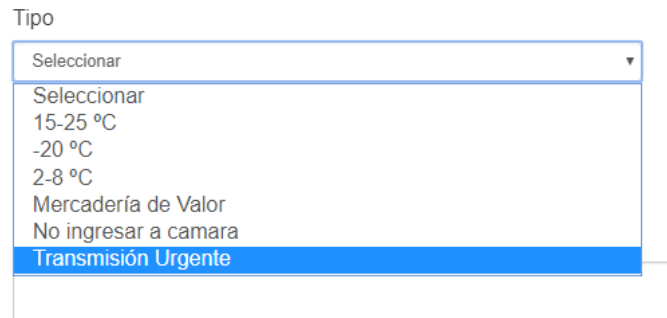 Tipo
Seleccionar
Seleccionar
15-25 ºC
-20 ºC
2-8 ºC
Mercadería de Valor
No ingresar a camara
Transmisión Urgente